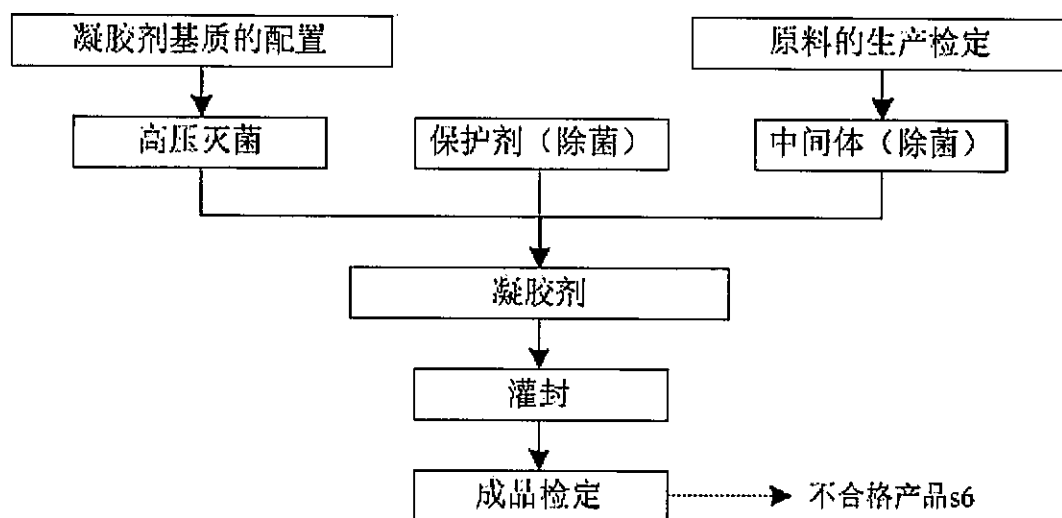 凝胶剂基质的配置
原料的生产检定
高压灭菌
保护剂（除菌）
中间体（除菌）
凝胶剂
灌封
成品检定
不合格产品s6